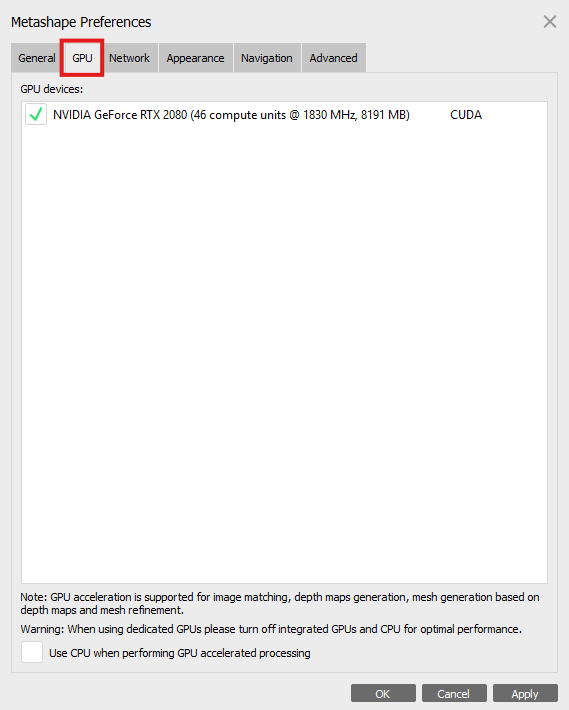 Metashape Preferences
General GPU Network Appearance Navigation Advanced
GPU devices:
NVIDIA GeForce RTX 2080 (46 compute units @ 1830 MHz, 8191 MB) CUDA
Note: GPU acceleration is supported for image matching, depth maps generation, mesh generation based on
depth maps and mesh refinement.
Warning: When using dedicated GPUs please turn off integrated GPUs and CPU for optimal performance.
Use CPU when performing GPU accelerated processing
OK Cancel Apply